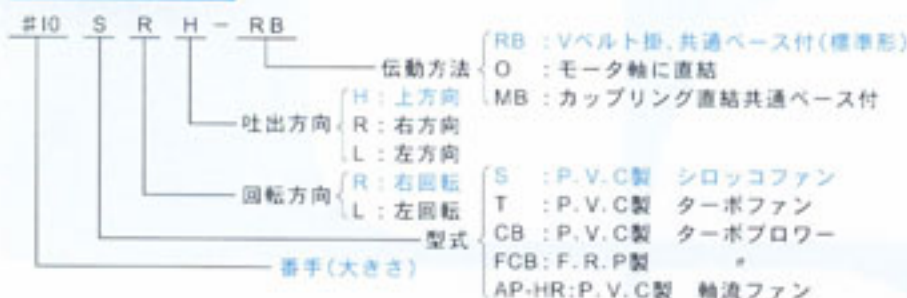 #10 S R H - RB
伝動方法
RB : Vベルト掛、共通ベース付(標準形)
O : モータ軸に直結
MB : カップリング直結共通ベース付
吐出方向
H : 上方向
R : 右方向
L : 左方向
回転方向
R : 右回転
L : 左回転
型式
S : P.V.C製 シロッコファン
T : P.V.C製 ターボファン
CB : P.V.C製 ターボブロワー
FCB : F.R.P製 〃
AP-HR : P.V.C製 軸流ファン
番手(大きさ)